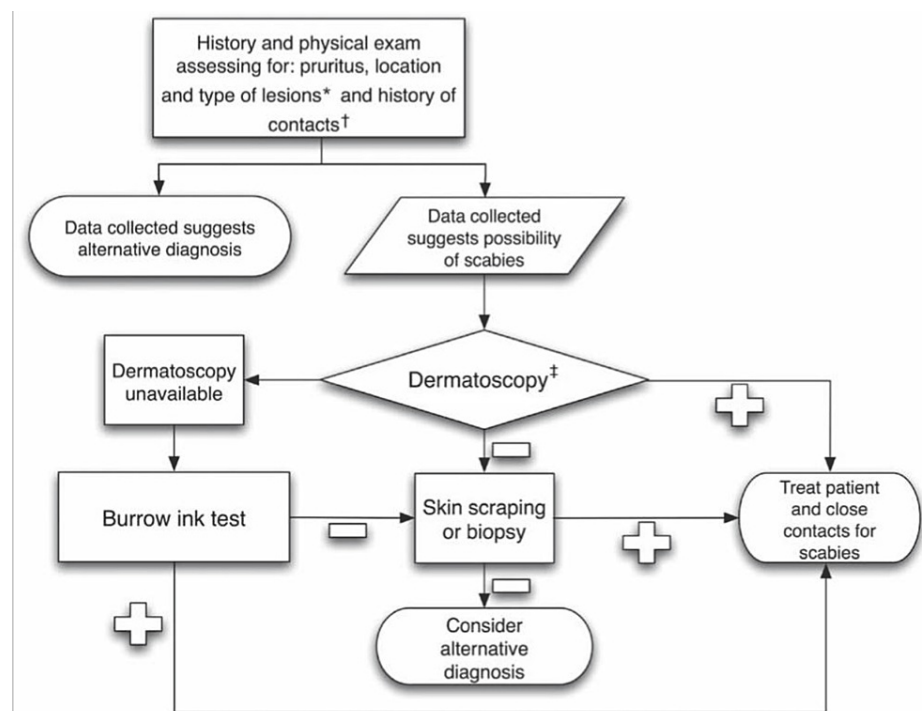 History and physical exam
assessing for: pruritus, location
and type of lesions* and history of
contacts†
Data collected suggests
alternative diagnosis
Data collected
suggests possibility
of scabies
Dermatoscopy
unavailable
Dermatoscopy‡
Burrow ink test
Skin scraping
or biopsy
Treat patient
and close
contacts for
scabies
Consider
alternative
diagnosis